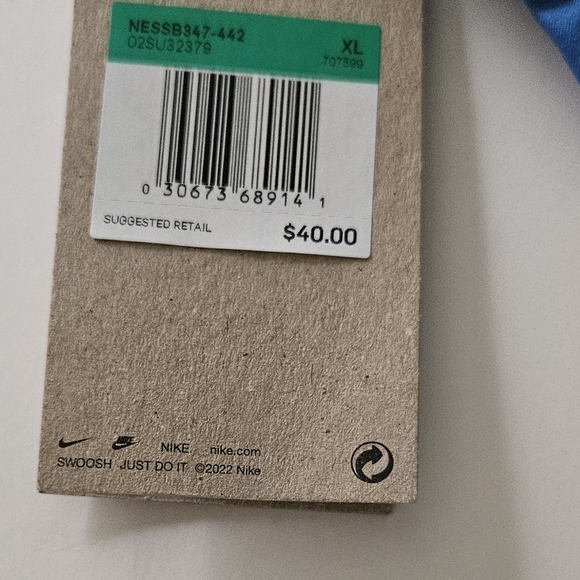 NESSB347-442 XL
02SU32379 707599
0 30673 68914 1
SUGGESTED RETAIL $40.00
NIKE nike.com
SWOOSH JUST DO IT ©2022 Nike